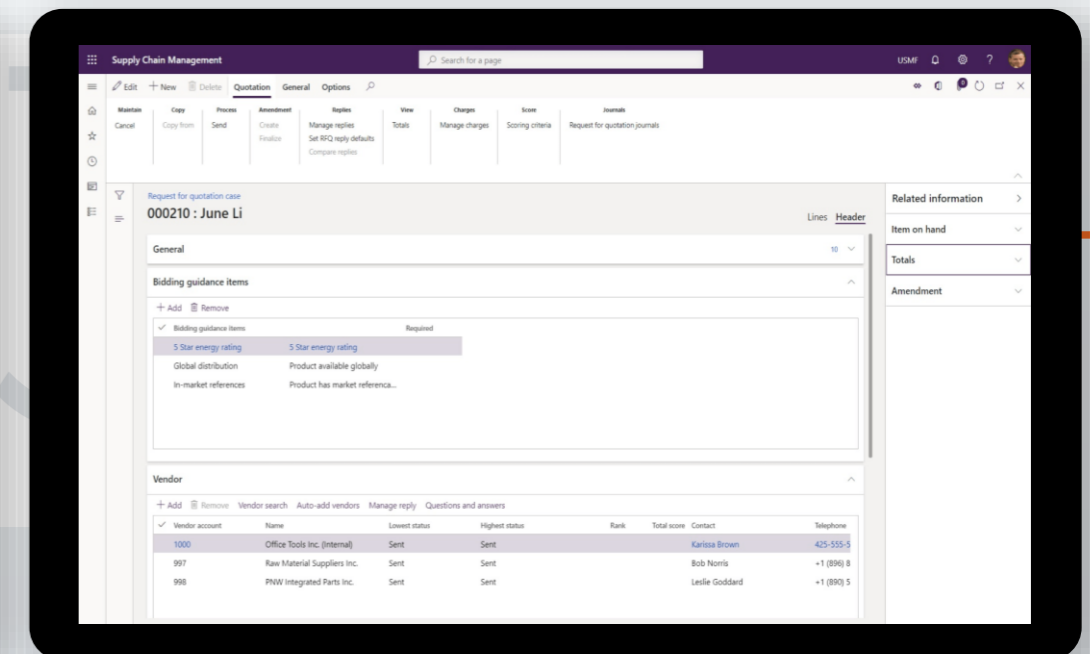 Supply Chain Management
Search for a page
USMF
Edit New Delete Quotation General Options
Maintain Copy Process Amendment Replies View Charges Score Journals
Cancel Copy from Send Create Manage replies Totals Manage charges Scoring criteria Request for quotation journals
Finalize Set RFQ reply defaults
Compare replies
Request for quotation case
000210 : June Li
Lines Header
General 10
Bidding guidance items
Add Remove
Bidding guidance items Required
5 Star energy rating 5 Star energy rating
Global distribution Product available globally
In-market references Product has market referenca...
Vendor
Add Remove Vendor search Auto-add vendors Manage reply Questions and answers
Vendor account Name Lowest status Highest status Rank Total score Contact Telephone
1000 Office Tools Inc. (Internal) Sent Sent Karissa Brown 425-555-5
997 Raw Material Suppliers Inc. Sent Sent Bob Norris +1 (896) 8
998 PNW Integrated Parts Inc. Sent Sent Leslie Goddard +1 (890) 5
Related information
Item on hand
Totals
Amendment